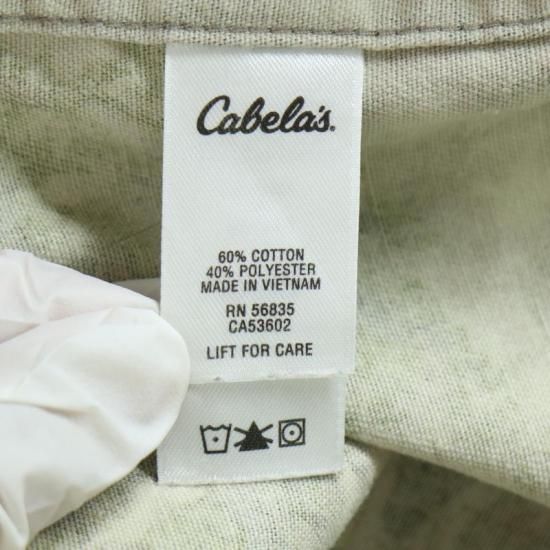 Cabela's.
60% COTTON
40% POLYESTER
MADE IN VIETNAM
RN 56835
CA53602
LIFT FOR CARE